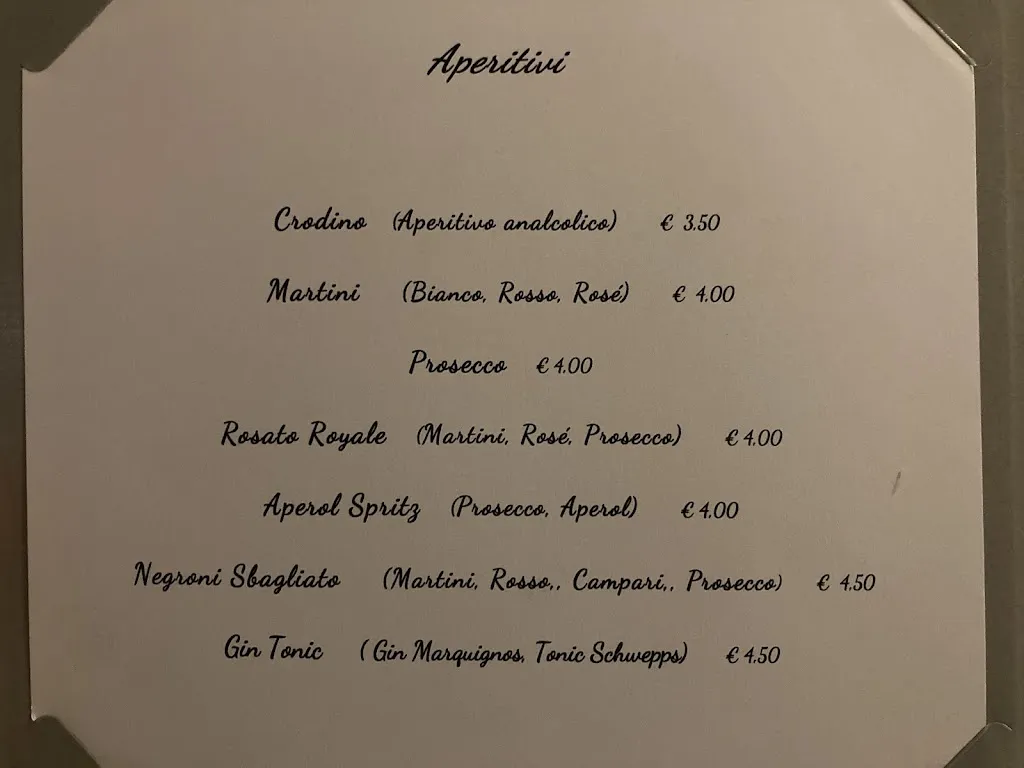 Aperitivi
Crodino (Aperitivo analcolico) € 3.50
Martini (Bianco, Rosso, Rosé) € 4.00
Prosecco € 4.00
Rosato Royale (Martini, Rosé, Prosecco) € 4.00
Aperol Spritz (Prosecco, Aperol) € 4.00
Negroni Sbagliato (Martini, Rosso,, Campari,, Prosecco) € 4.50
Gin Tonic ( Gin Marquignos, Tonic Schwepps) € 4.50